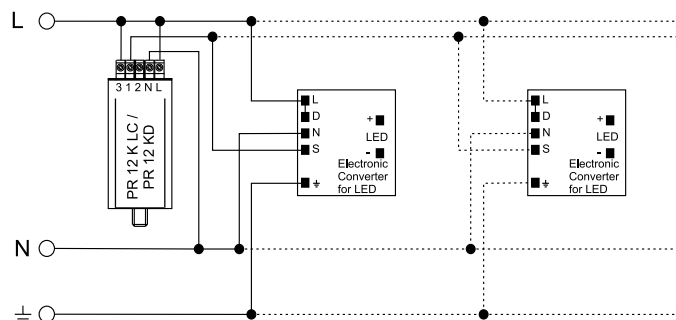 L
3 1 2 N L
PR 12 K LC /
PR 12 KD
L
D
N
S
+
LED
-
Electronic
Converter
for LED
L
D
N
S
+
LED
-
Electronic
Converter
for LED
N